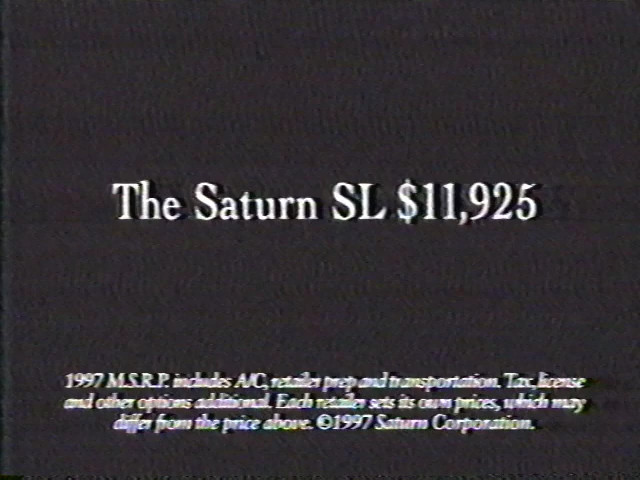 The Saturn SL $11,925
1997 M.S.R.P. includes A/C, retailer prep and transportation. Tax, license
and other options additional. Each retailer sets its own prices, which may
differ from the price above. ©1997 Saturn Corporation.